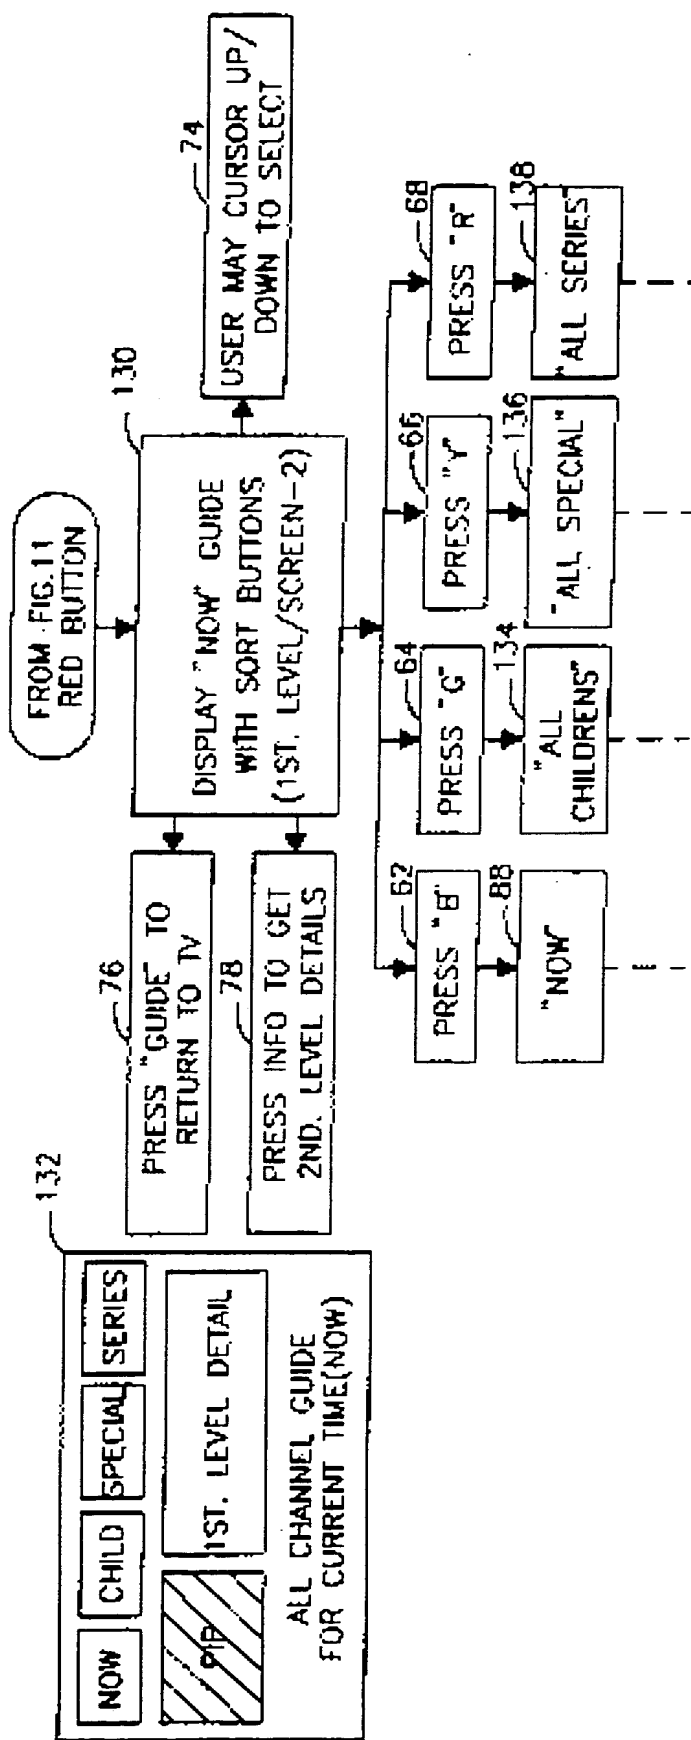 FROM FIG.11
RED BUTTON
130
DISPLAY "NOW" GUIDE
WITH SORT BUTTONS
(1ST. LEVEL/SCREEN-2)
74
USER MAY CURSOR UP/
DOWN TO SELECT
76
PRESS "GUIDE" TO
RETURN TO TV
78
PRESS INFO TO GET
2ND. LEVEL DETAILS
132
NOW
CHILD
SPECIAL
SERIES
PIP
1ST. LEVEL DETAIL
ALL CHANNEL GUIDE
FOR CURRENT TIME(NOW)
62
PRESS "B"
64
PRESS "G"
66
PRESS "Y"
68
PRESS "R"
88
"NOW"
134
"ALL
CHILDRENS"
136
"ALL SPECIAL"
138
"ALL SERIES"